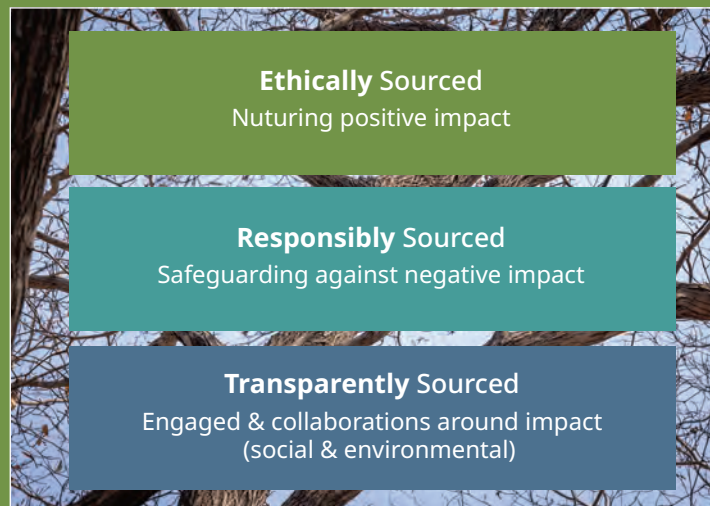 Ethically Sourced
Nuturing positive impact
Responsibly Sourced
Safeguarding against negative impact
Transparently Sourced
Engaged & collaborations around impact
(social & environmental)